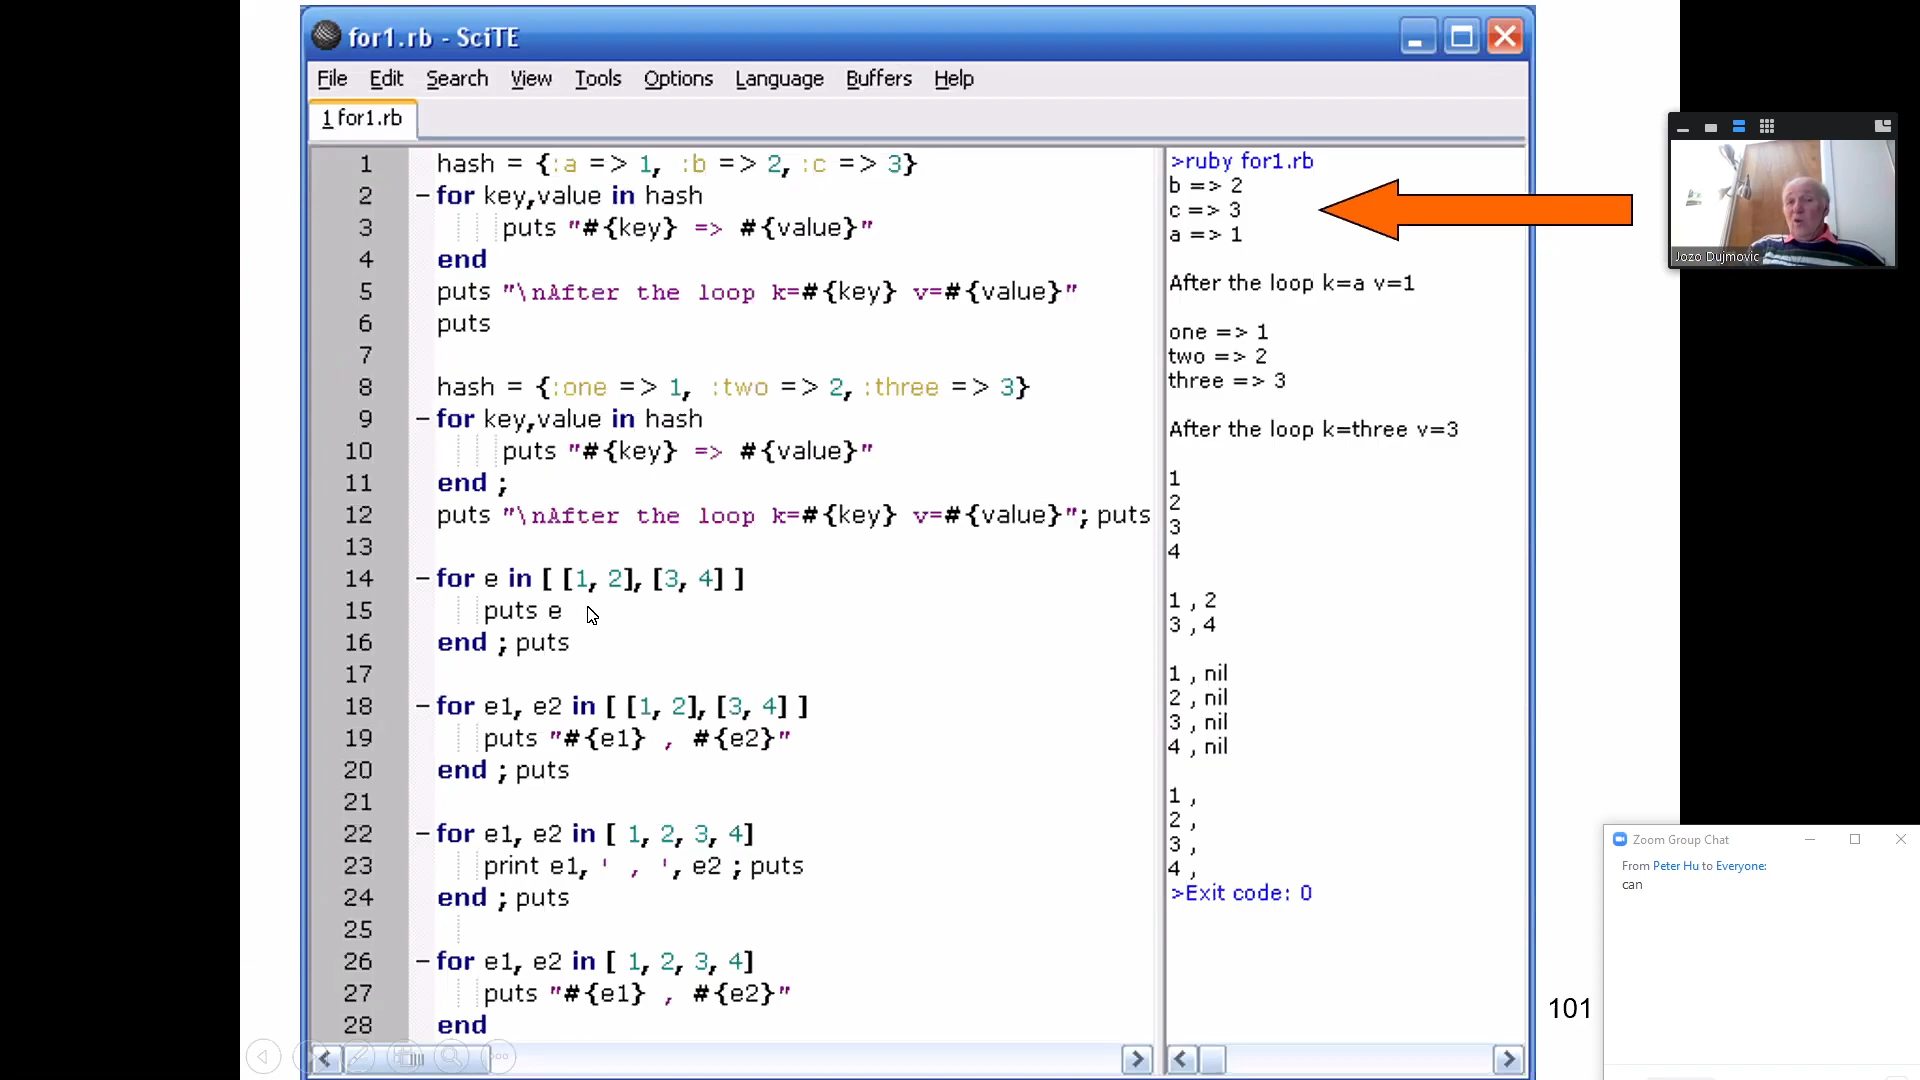 for1.rb - SciTE
File Edit Search View Tools Options Language Buffers Help
1 for1.rb
1 hash = {:a => 1, :b => 2, :c => 3}
2 for key,value in hash
3 puts "#{key} => #{value}"
4 end
5 puts "\nAfter the loop k=#{key} v=#{value}"
6 puts
7
8 hash = {:one => 1, :two => 2, :three => 3}
9 for key,value in hash
10 puts "#{key} => #{value}"
11 end ;
12 puts "\nAfter the loop k=#{key} v=#{value}"; puts
13
14 for e in [ [1, 2], [3, 4] ]
15 puts e
16 end ; puts
17
18 for e1, e2 in [ [1, 2], [3, 4] ]
19 puts "#{e1} , #{e2}"
20 end ; puts
21
22 for e1, e2 in [ 1, 2, 3, 4]
23 print e1, ' , ', e2 ; puts
24 end ; puts
25
26 for e1, e2 in [ 1, 2, 3, 4]
27 puts "#{e1} , #{e2}"
28 end
>ruby for1.rb
b => 2
c => 3
a => 1
After the loop k=a v=1
one => 1
two => 2
three => 3
After the loop k=three v=3
1
2
3
4
1 , 2
3 , 4
1 , nil
2 , nil
3 , nil
4 , nil
1 ,
2 ,
3 ,
4 ,
>Exit code: 0
101
Jozo Dujmovic
Zoom Group Chat
From Peter Hu to Everyone:
can